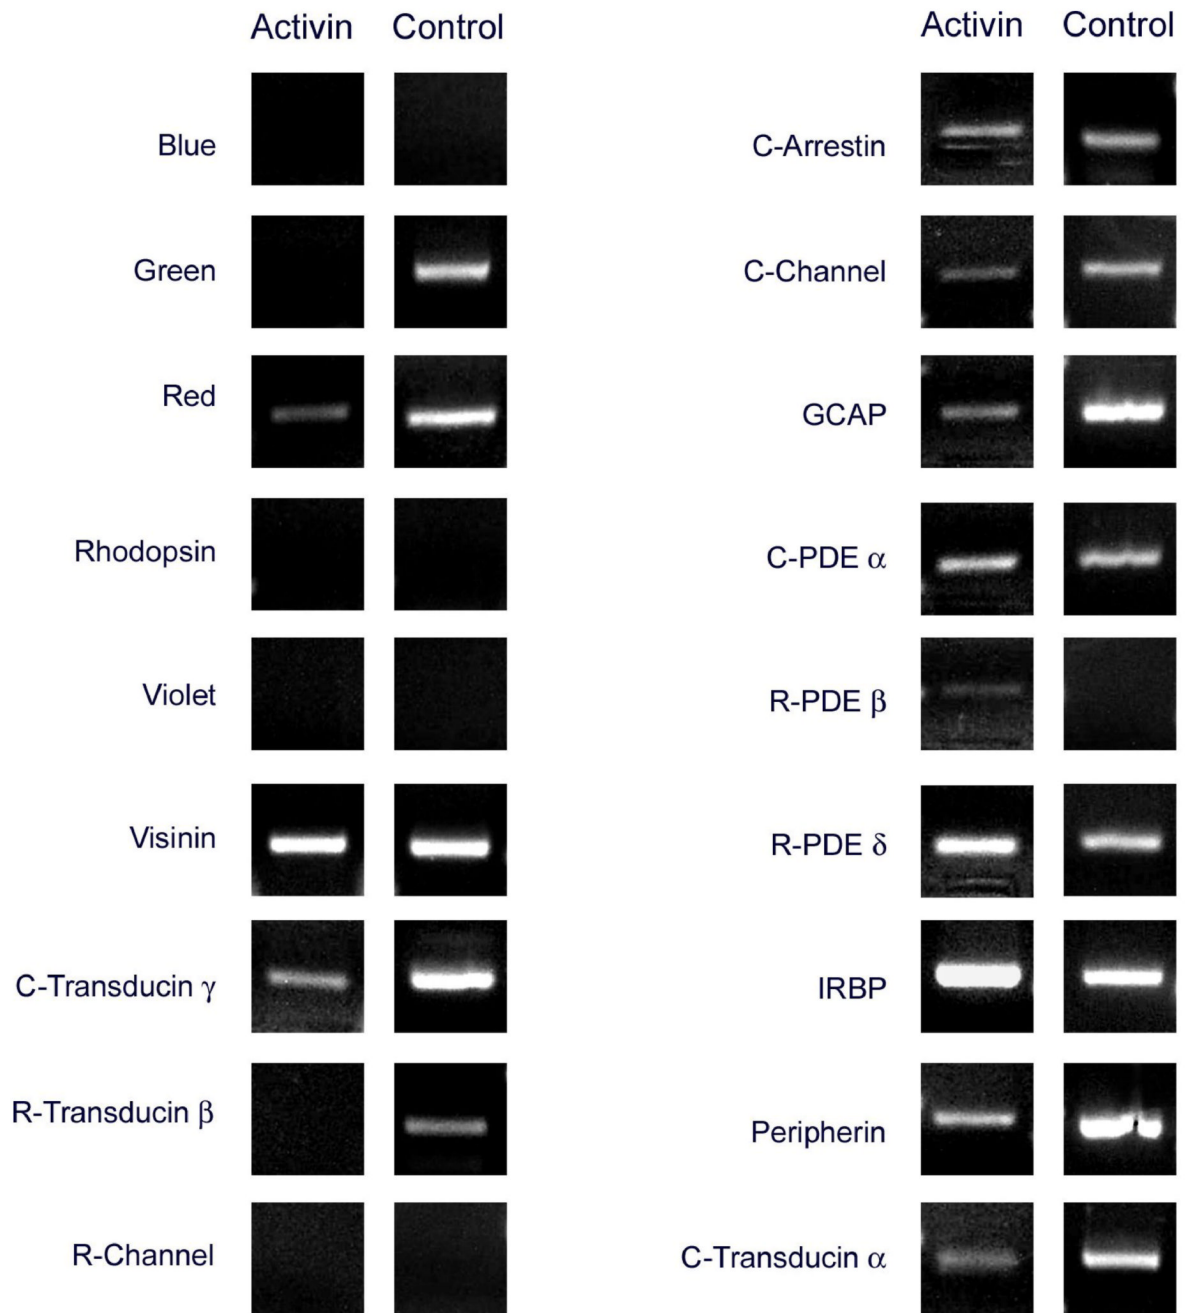 Activin Control
Blue
Green
Red
Rhodopsin
Violet
Visinin
C-Transducin γ
R-Transducin β
R-Channel
Activin Control
C-Arrestin
C-Channel
GCAP
C-PDE α
R-PDE β
R-PDE δ
IRBP
Peripherin
C-Transducin α